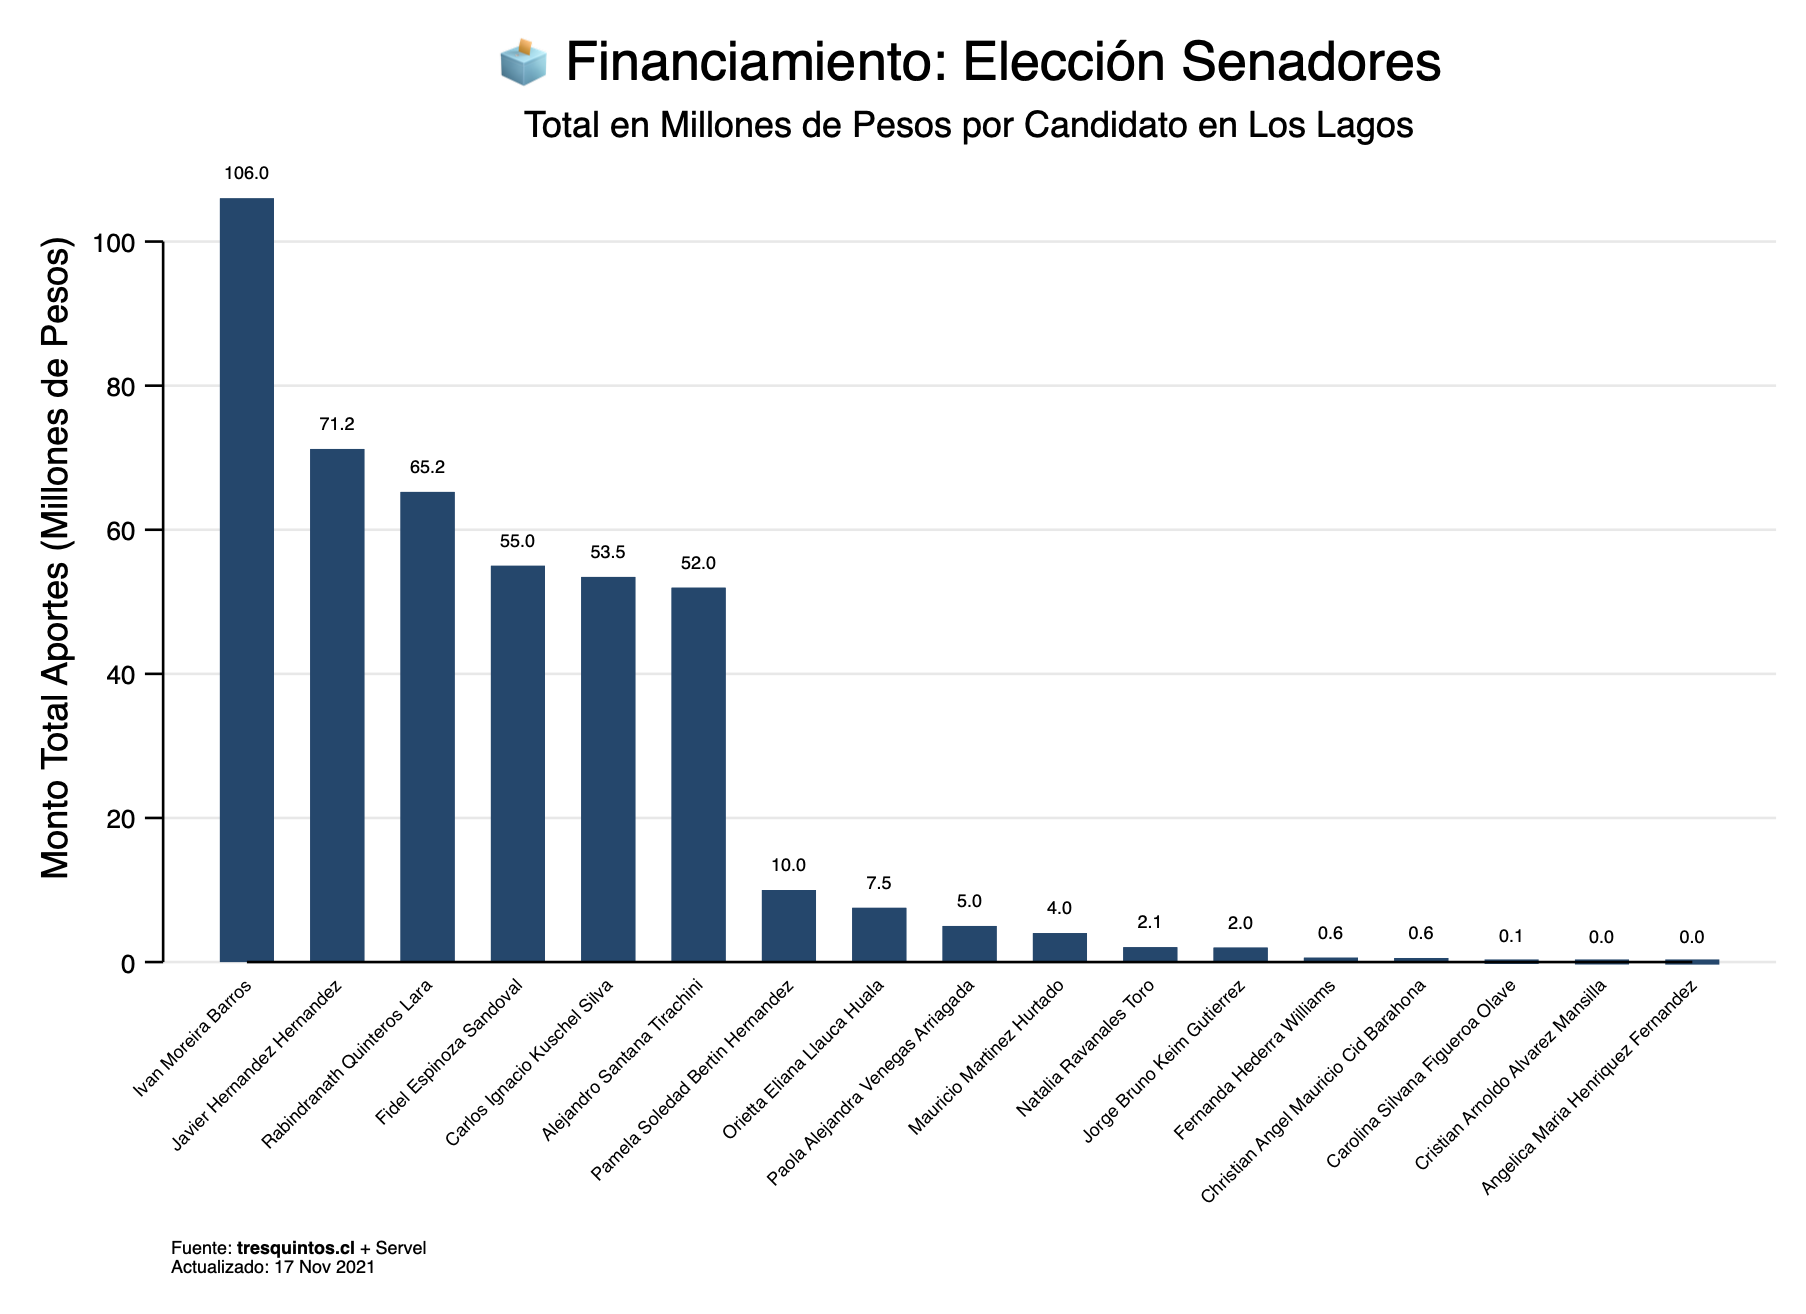 Financiamiento: Elección Senadores
Total en Millones de Pesos por Candidato en Los Lagos
Monto Total Aportes (Millones de Pesos)
100
80
60
40
20
0
106.0
71.2
65.2
55.0
53.5
52.0
10.0
7.5
5.0
4.0
2.1
2.0
0.6
0.6
0.1
0.0
0.0
Ivan Moreira Barros
Javier Hernandez Hernandez
Rabindranath Quinteros Lara
Fidel Espinoza Sandoval
Carlos Ignacio Kuschel Silva
Alejandro Santana Tirachini
Pamela Soledad Bertin Hernandez
Orietta Eliana Llauca Huala
Paola Alejandra Venegas Arriagada
Mauricio Martinez Hurtado
Natalia Ravanales Toro
Jorge Bruno Keim Gutierrez
Fernanda Hederra Williams
Christian Angel Mauricio Cid Barahona
Carolina Silvana Figueroa Olave
Cristian Arnoldo Alvarez Mansilla
Angelica Maria Henriquez Fernandez
Fuente: tresquintos.cl + Servel
Actualizado: 17 Nov 2021